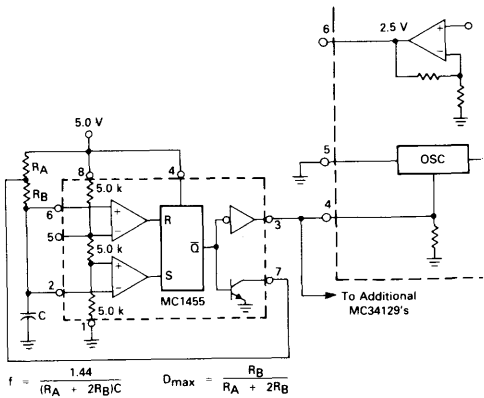 6
2.5 V
+
−
5.0 V
R_A
R_B
8
5.0 k
4
5
OSC
6
+
−
R
4
5
5.0 k
Q̅
3
2
+
−
S
7
C
5.0 k
MC1455
To Additional
MC34129's
1
f = 1.44 / (R_A + 2R_B)C
D_max = R_B / R_A + 2R_B